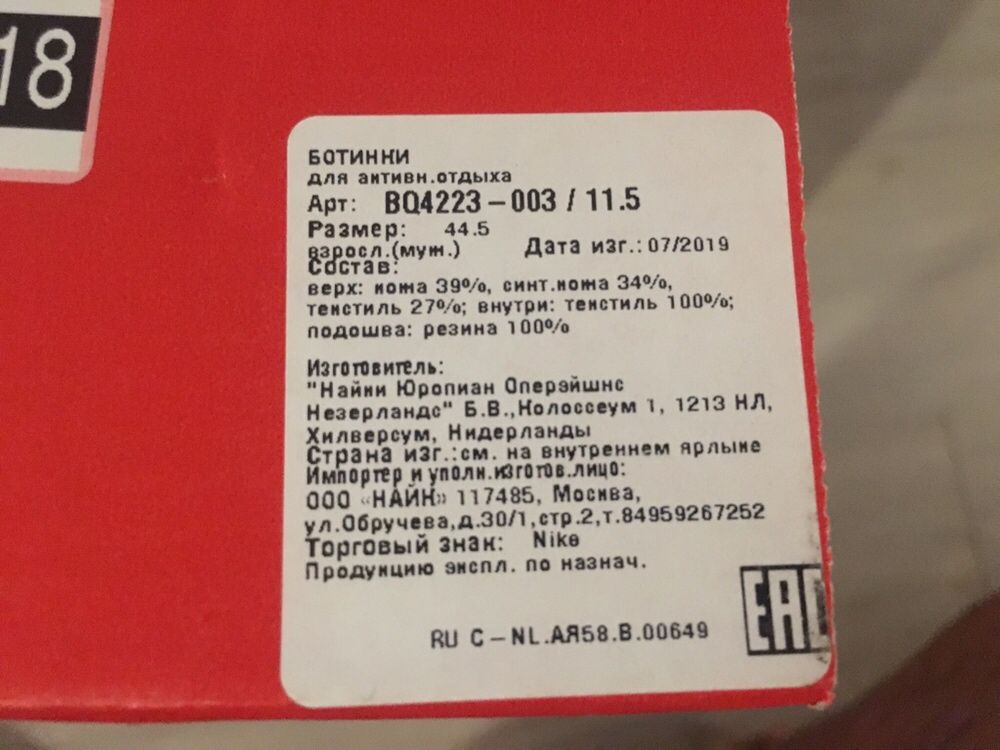 18
БОТИНКИ
для активн.отдыха
Арт: BQ4223-003 / 11.5
Размер: 44.5
взросл.(муж.) Дата изг.: 07/2019
Состав:
верх: кожа 39%, синт.кожа 34%,
текстиль 27%; внутри: текстиль 100%;
подошва: резина 100%
Изготовитель:
"Найки Юропиан Оперэйшнс
Незерландс" Б.В.,Колоссеум 1, 1213 НЛ,
Хилверсум, Нидерланды
Страна изг.:см. на внутреннем ярлыке
Импортер и уполн.изготов.лицо:
ООО «НАЙК» 117485, Москва,
ул.Обручева,д.30/1,стр.2,т.84959267252
Торговый знак: Nike
Продукцию экспл. по назнач.
EAC
RU C-NL.АЯ58.В.00649